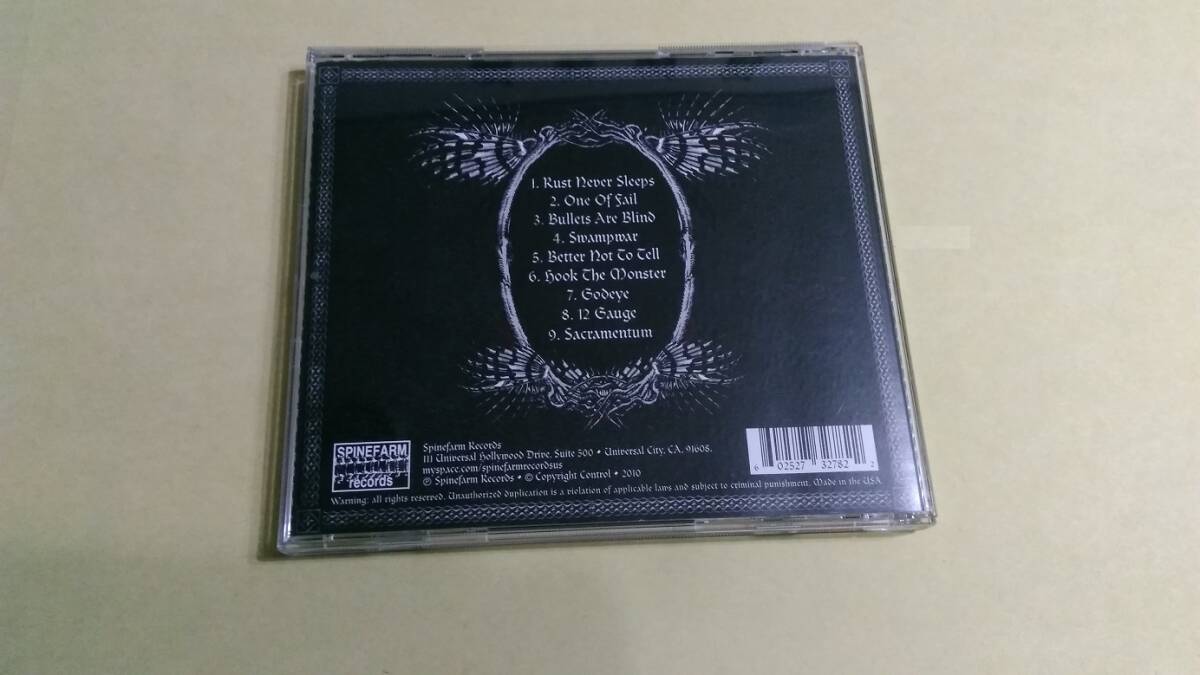 1. Rust Never Sleeps
2. One Of Fail
3. Bullets Are Blind
4. Swampwar
5. Better Not To Tell
6. Hook The Monster
7. Godeye
8. 12 Gauge
9. Sacramentum
SPINEFARM
records
Spinefarm Records
111 Universal Hollywood Drive. Suite 500 • Universal City, CA. 91608.
myspace.com/spinefarmrecordsus
℗ Spinefarm Records • © Copyright Control • 2010
6 02527 32782 2
Warning: all rights reserved. Unauthorized duplication is a violation of applicable laws and subject to criminal punishment. Made in the USA